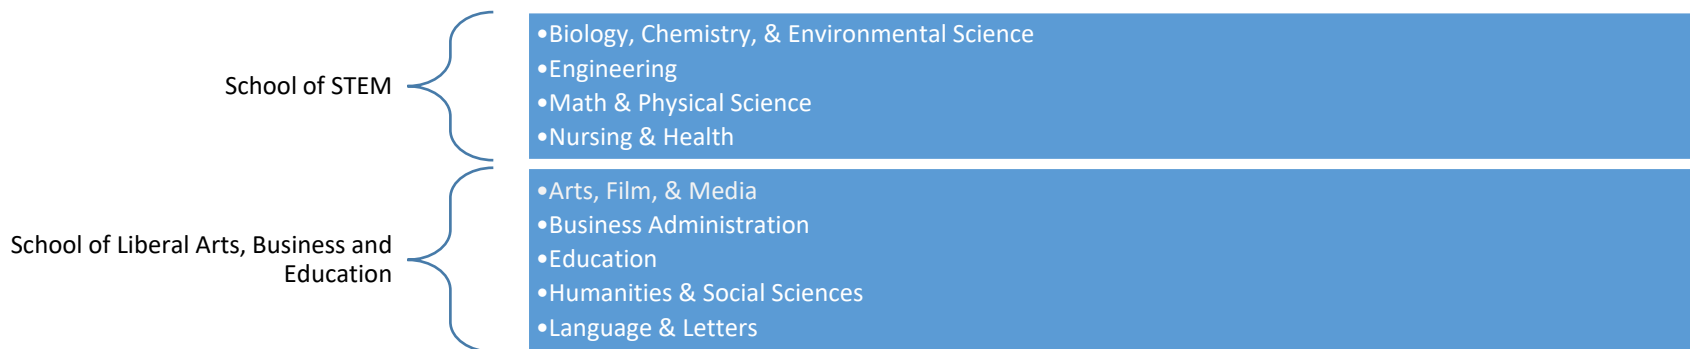 School of STEM
•Biology, Chemistry, & Environmental Science
•Engineering
•Math & Physical Science
•Nursing & Health
School of Liberal Arts, Business and
Education
•Arts, Film, & Media
•Business Administration
•Education
•Humanities & Social Sciences
•Language & Letters